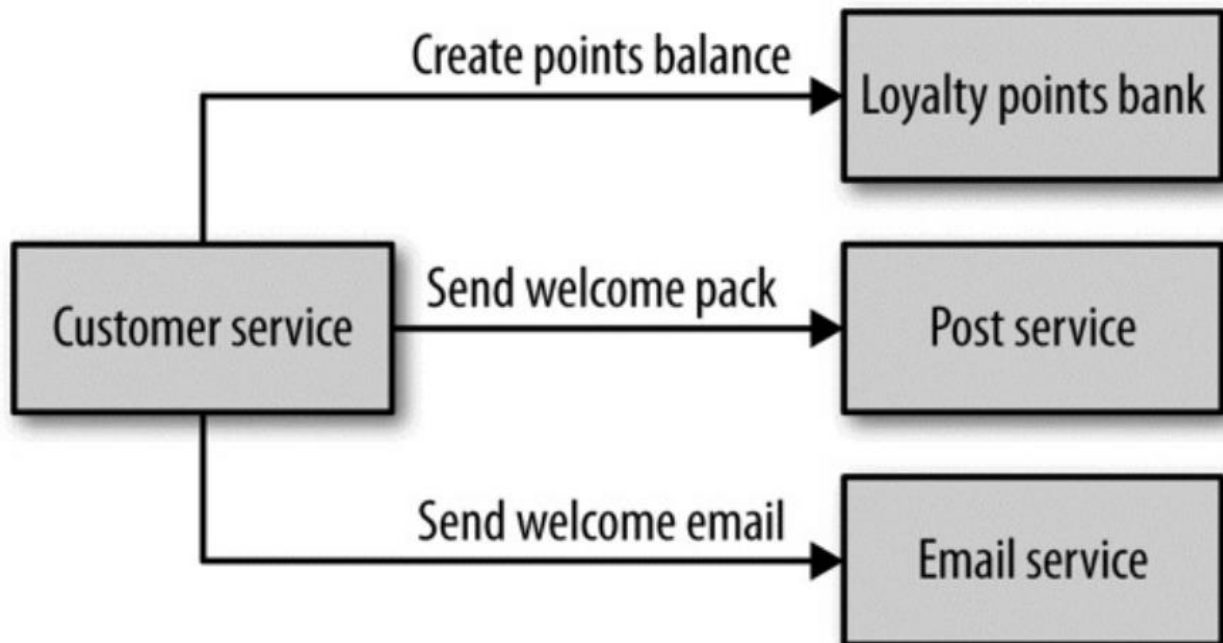 Create points balance
Loyalty points bank
Customer service
Send welcome pack
Post service
Send welcome email
Email service